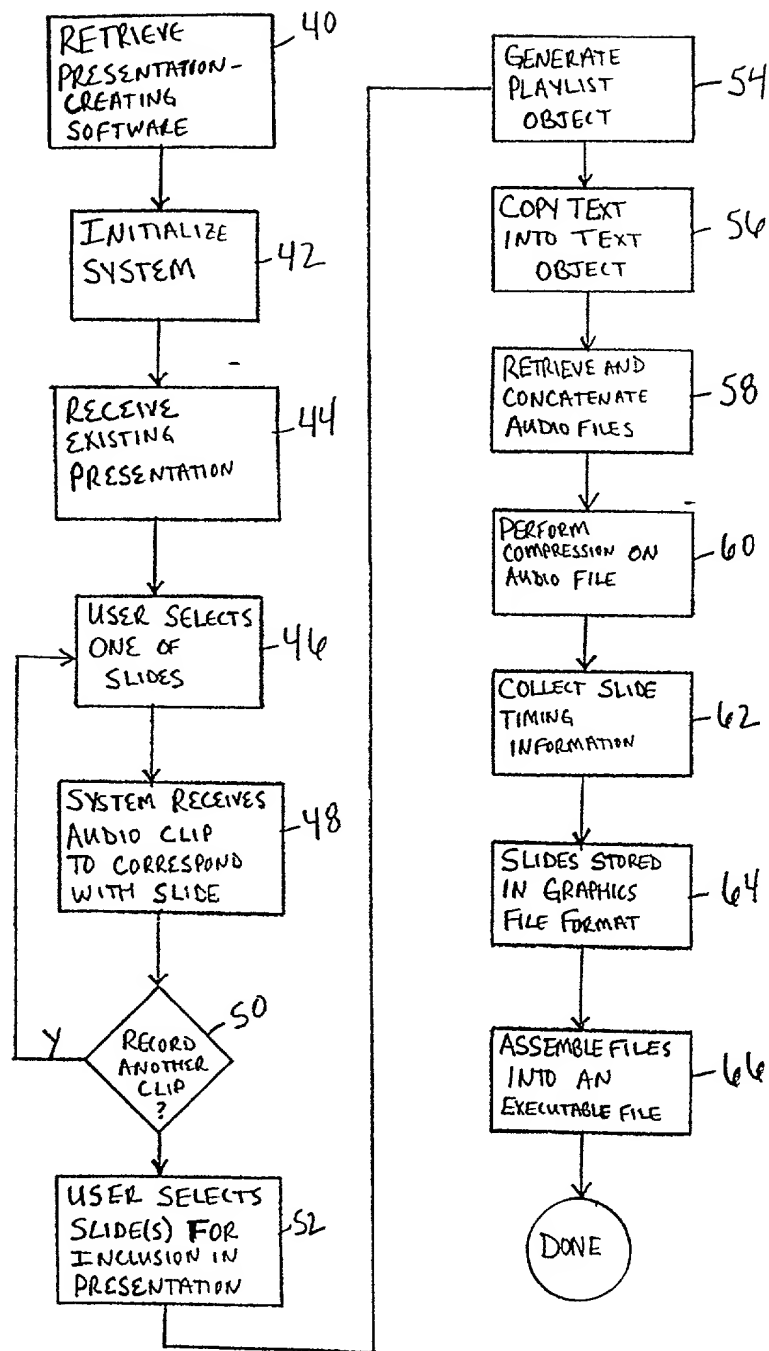 RETRIEVE
PRESENTATION-
CREATING
SOFTWARE
40
INITIALIZE
SYSTEM
42
RECEIVE
EXISTING
PRESENTATION
44
USER SELECTS
ONE OF
SLIDES
46
SYSTEM RECEIVES
AUDIO CLIP
TO CORRESPOND
WITH SLIDE
48
RECORD
ANOTHER
CLIP
?
50
Y
USER SELECTS
SLIDE(S) FOR
INCLUSION IN
PRESENTATION
52
GENERATE
PLAYLIST
OBJECT
54
COPY TEXT
INTO TEXT
OBJECT
56
RETRIEVE AND
CONCATENATE
AUDIO FILES
58
PERFORM
COMPRESSION ON
AUDIO FILE
60
COLLECT SLIDE
TIMING
INFORMATION
62
SLIDES STORED
IN GRAPHICS
FILE FORMAT
64
ASSEMBLE FILES
INTO AN
EXECUTABLE FILE
66
DONE